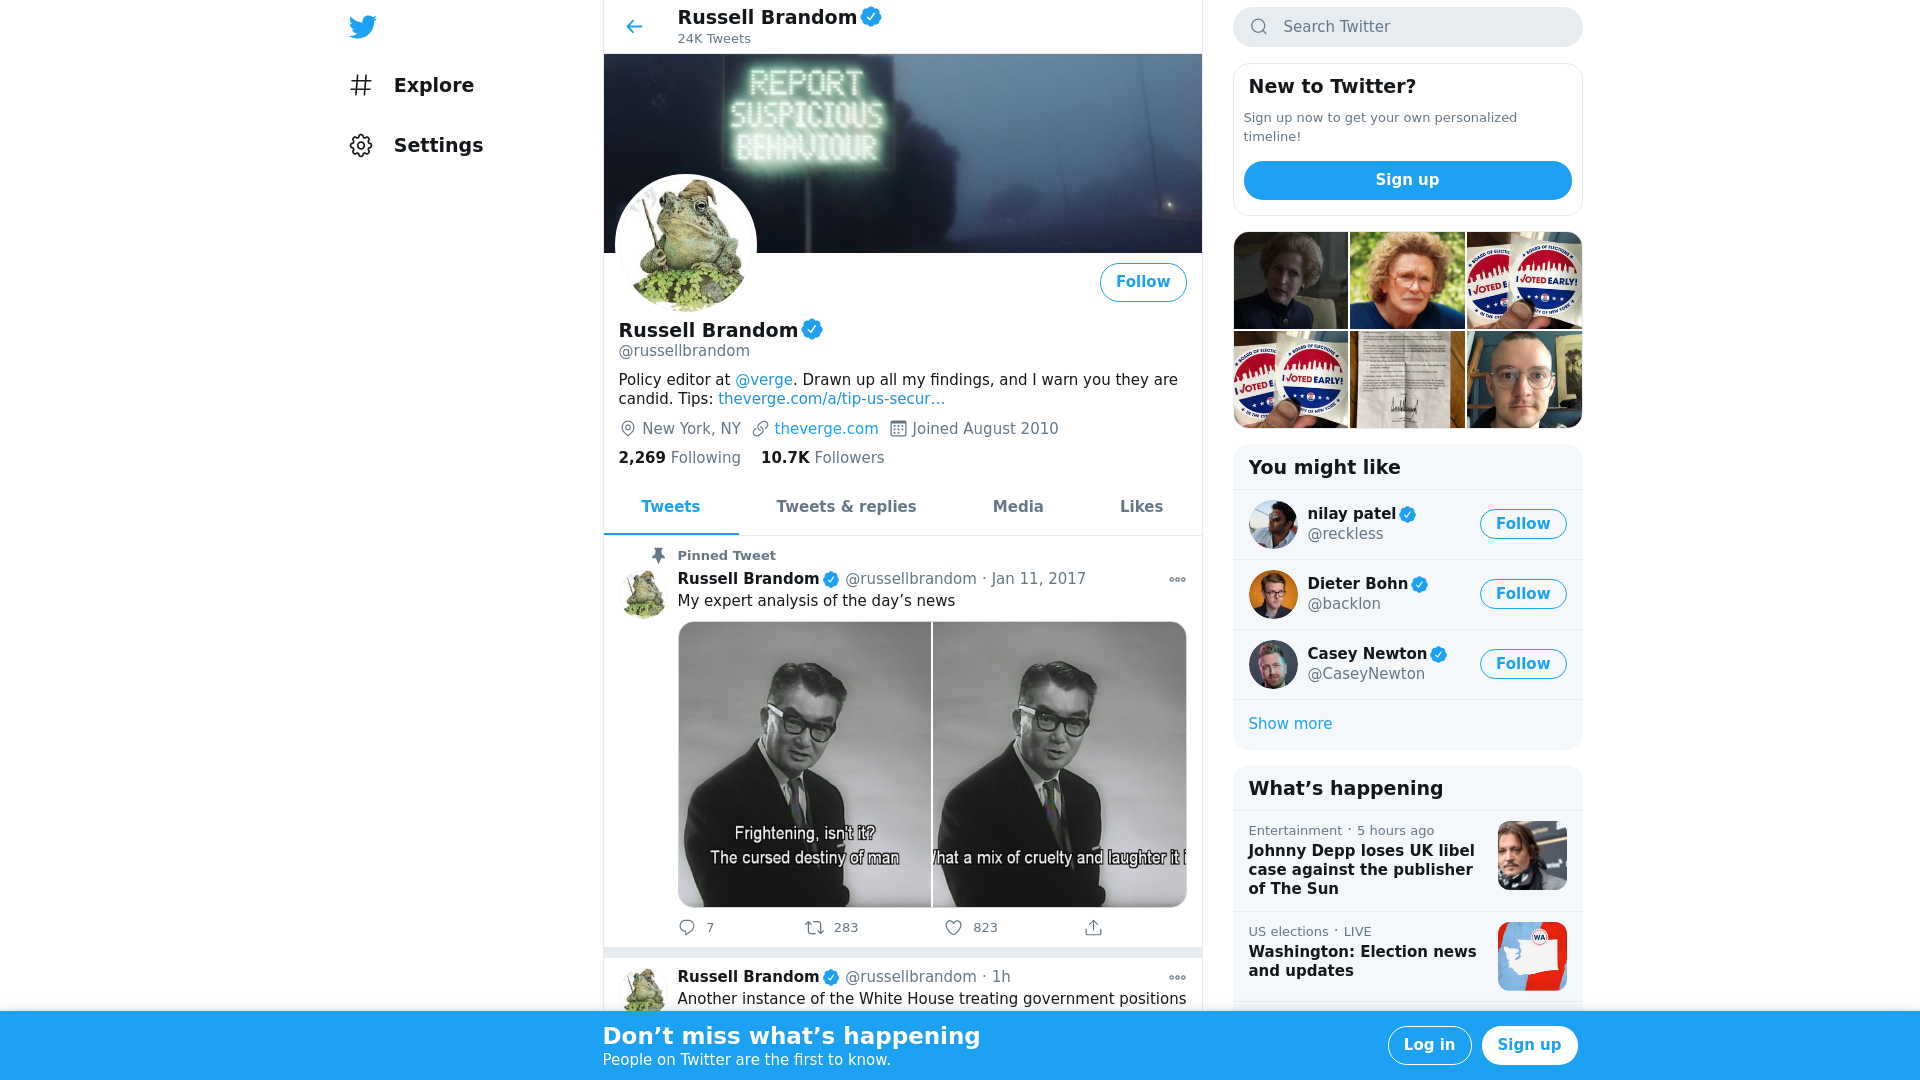 Explore
Settings
Russell Brandom
24K Tweets
REPORT
SUSPICIOUS
BEHAVIOUR
Follow
Russell Brandom
@russellbrandom
Policy editor at @verge. Drawn up all my findings, and I warn you they are
candid. Tips: theverge.com/a/tip-us-secur…
New York, NY theverge.com Joined August 2010
2,269 Following 10.7K Followers
Tweets Tweets & replies Media Likes
Pinned Tweet
Russell Brandom @russellbrandom · Jan 11, 2017
My expert analysis of the day’s news
Frightening, isn't it?
The cursed destiny of man
hat a mix of cruelty and laughter it i
7 283 823
Russell Brandom @russellbrandom · 1h
Another instance of the White House treating government positions
Search Twitter
New to Twitter?
Sign up now to get your own personalized
timeline!
Sign up
I VOTED EARLY!
I VOTED EARLY!
You might like
nilay patel
@reckless
Follow
Dieter Bohn
@backlon
Follow
Casey Newton
@CaseyNewton
Follow
Show more
What’s happening
Entertainment · 5 hours ago
Johnny Depp loses UK libel
case against the publisher
of The Sun
US elections · LIVE
Washington: Election news
and updates
WA
Don’t miss what’s happening
People on Twitter are the first to know.
Log in
Sign up